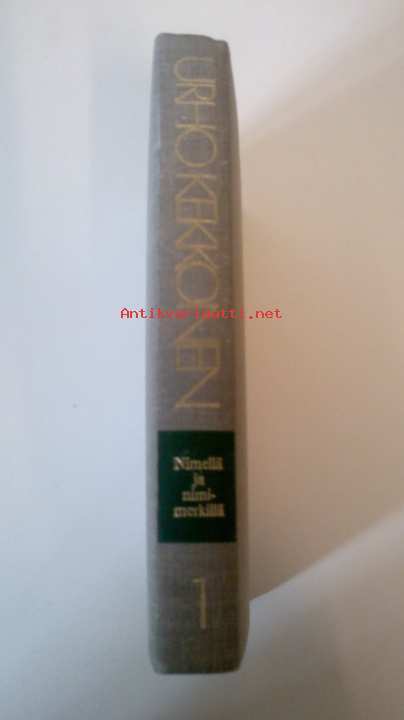 URHO KEKKONEN
Antikvariaatti.net
Nimellä
ja
nimi-
merkillä
1